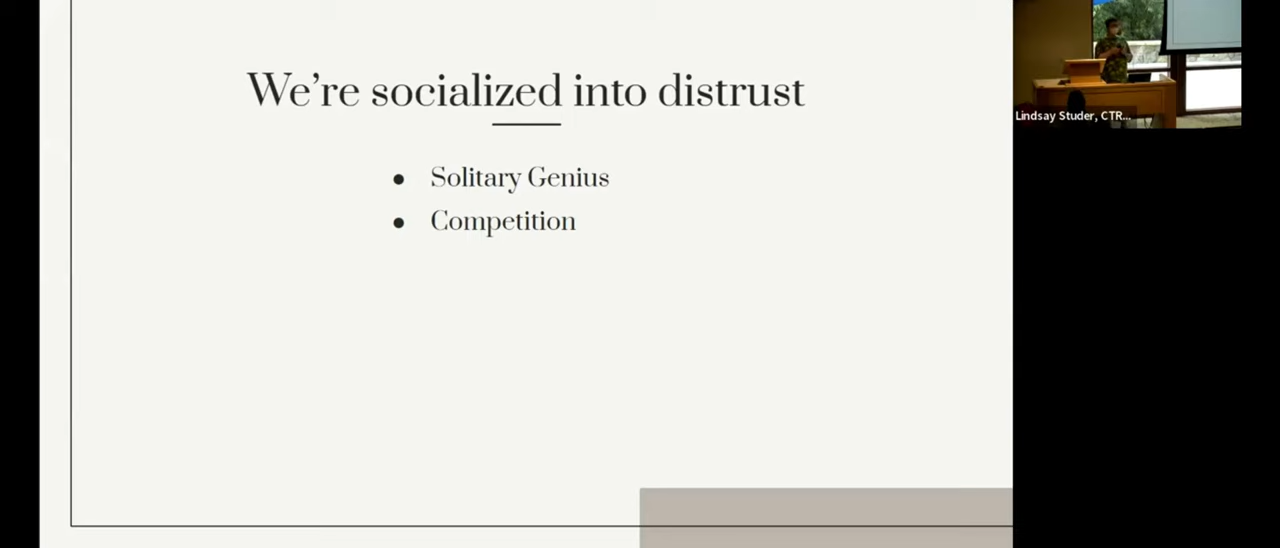 We’re socialized into distrust
● Solitary Genius
● Competition
Lindsay Studer, CTR...